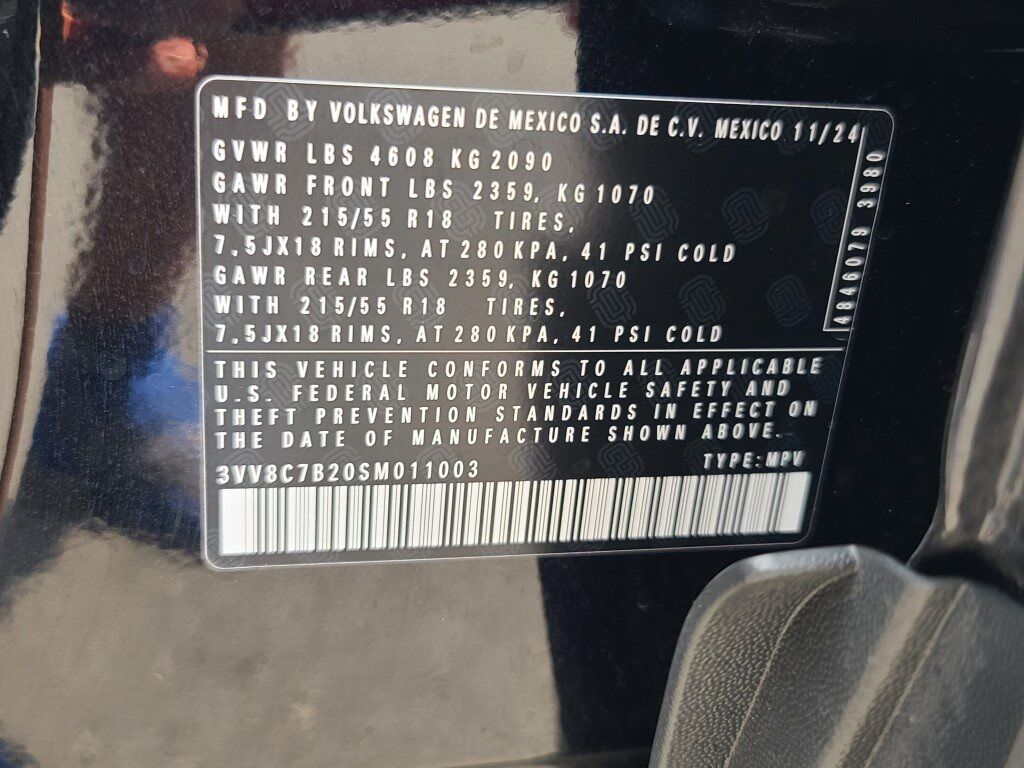 MFD BY VOLKSWAGEN DE MEXICO S.A. DE C.V. MEXICO 11/24
GVWR LBS 4608 KG 2090
GAWR FRONT LBS 2359, KG 1070
WITH 215/55 R18 TIRES,
7,5JX18 RIMS, AT 280 KPA, 41 PSI COLD
GAWR REAR LBS 2359, KG 1070
WITH 215/55 R18 TIRES,
7,5JX18 RIMS, AT 280 KPA, 41 PSI COLD
4846079 3980
THIS VEHICLE CONFORMS TO ALL APPLICABLE
U.S. FEDERAL MOTOR VEHICLE SAFETY AND
THEFT PREVENTION STANDARDS IN EFFECT ON
THE DATE OF MANUFACTURE SHOWN ABOVE.
3VV8C7B20SM011003 TYPE:MPV